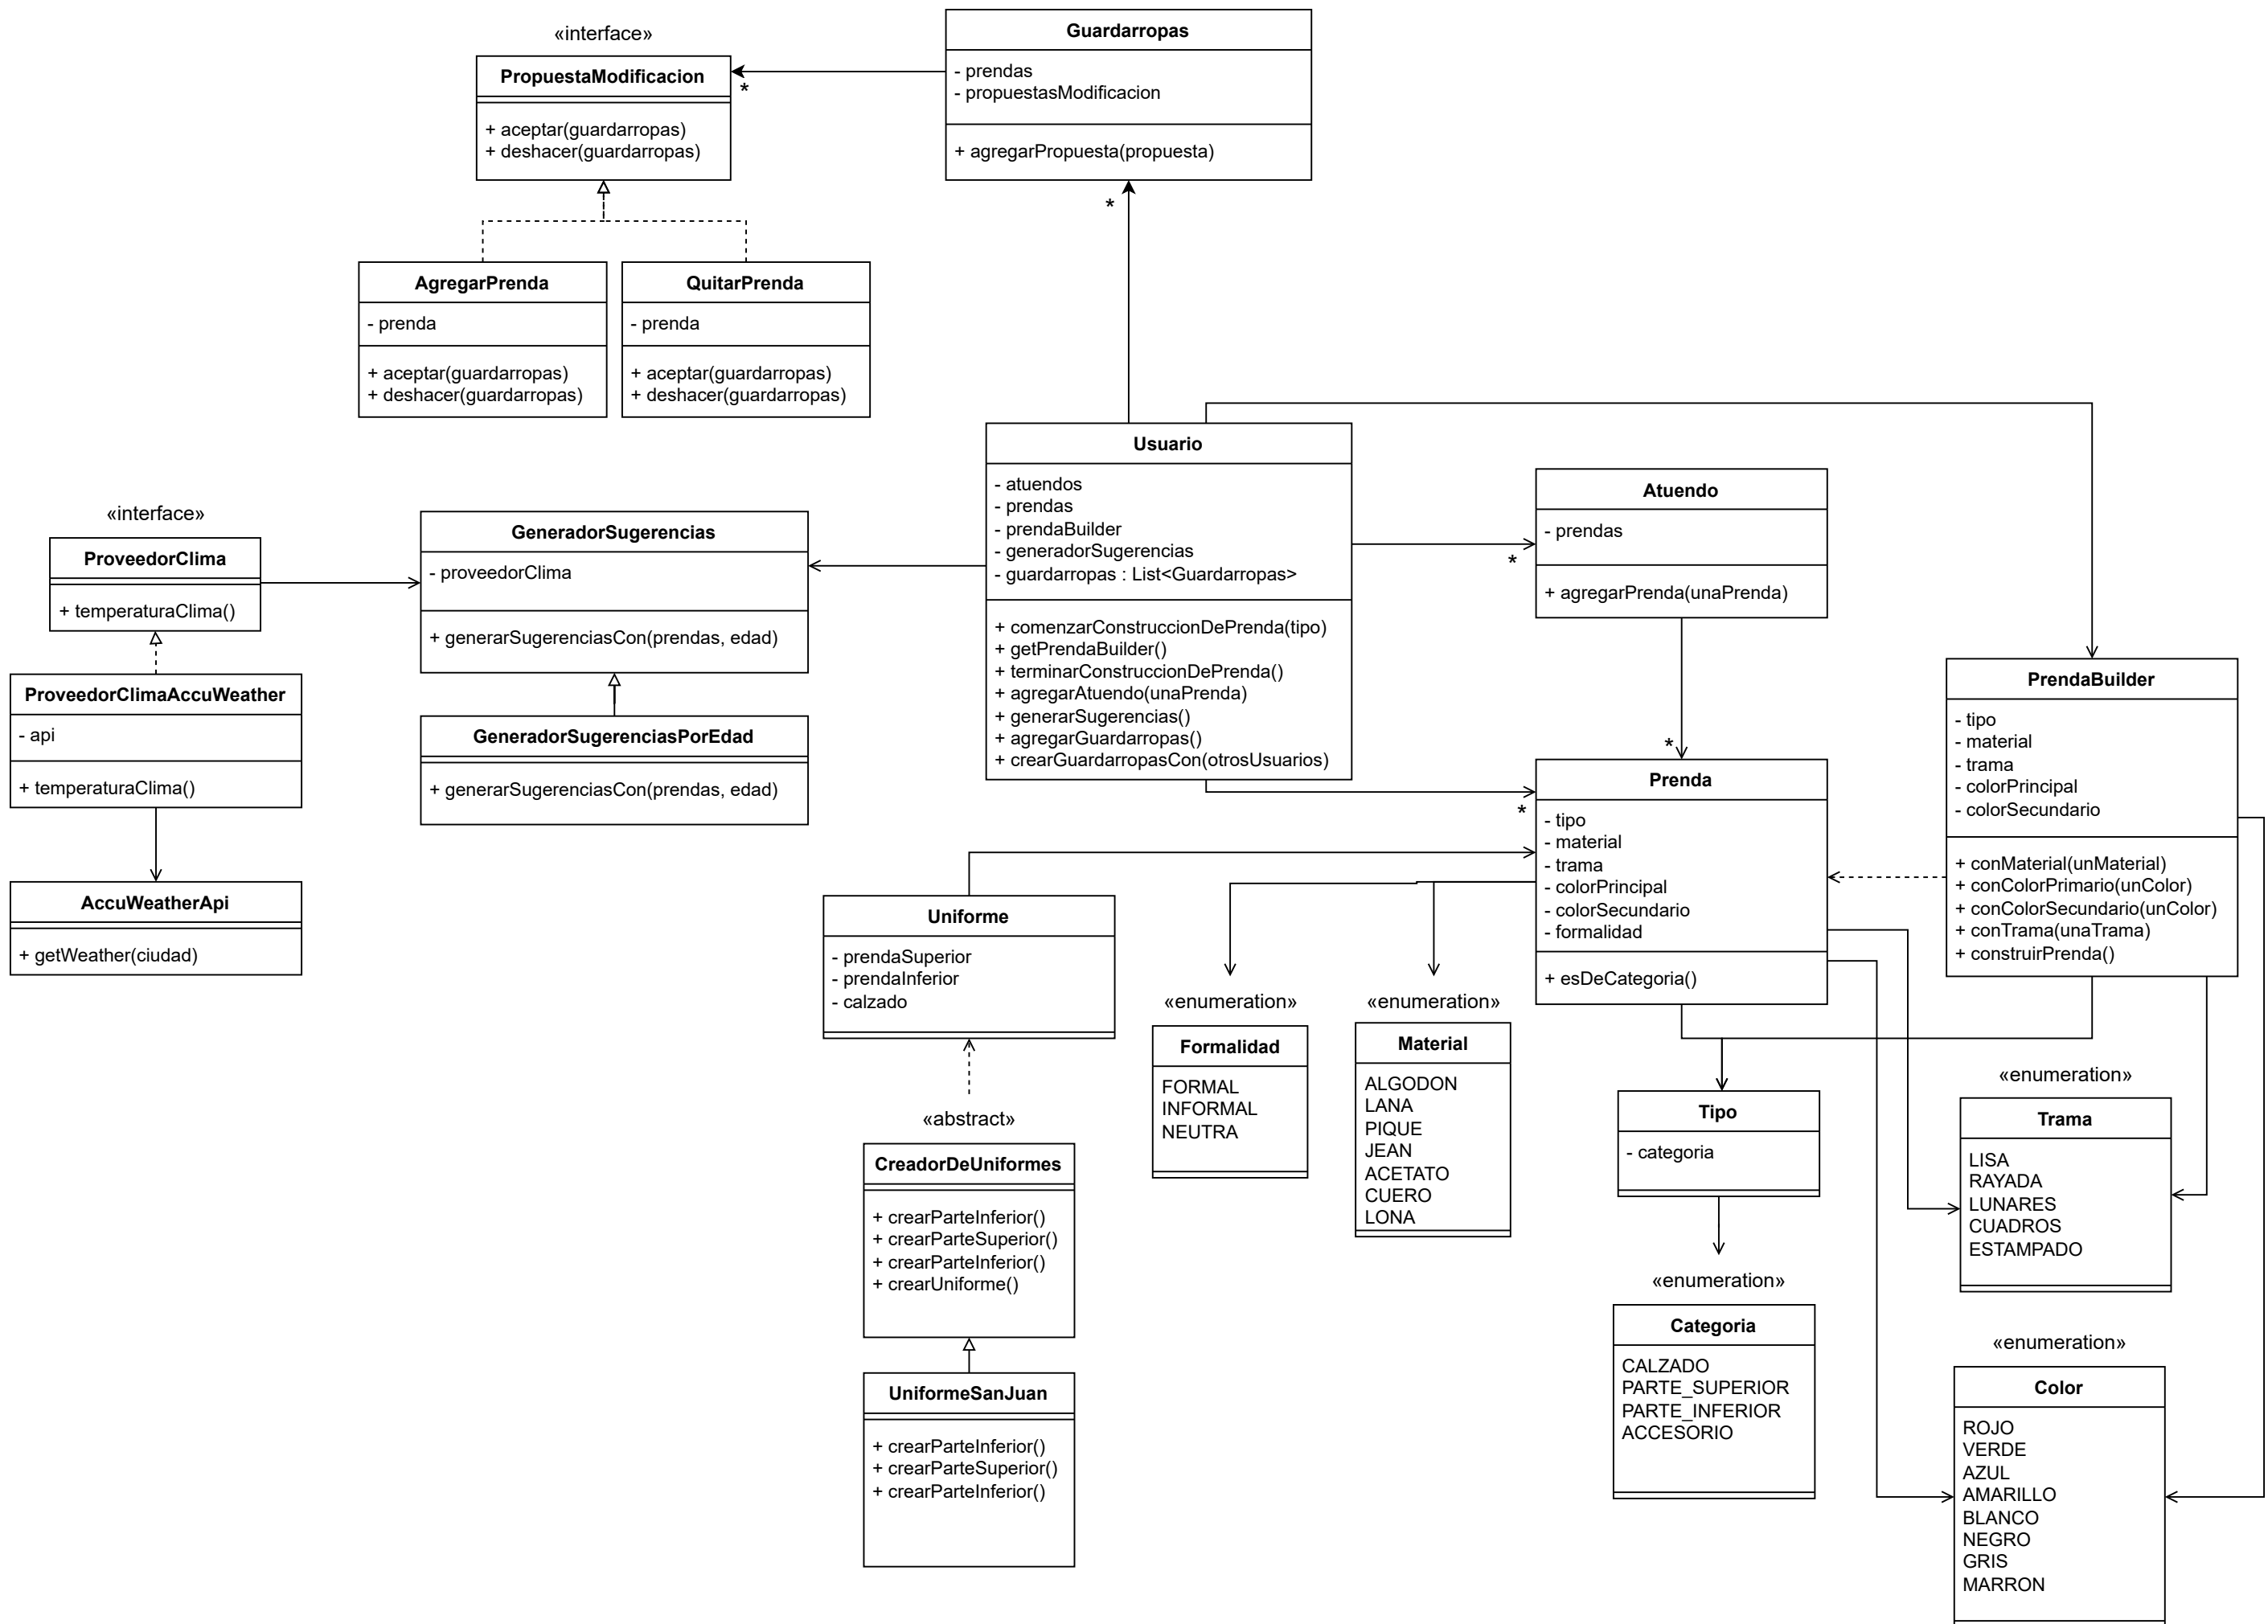 «interface»
PropuestaModificacion
+ aceptar(guardarropas)
+ deshacer(guardarropas)
*
Guardarropas
- prendas
- propuestasModificacion
+ agregarPropuesta(propuesta)
*
AgregarPrenda
- prenda
+ aceptar(guardarropas)
+ deshacer(guardarropas)
QuitarPrenda
- prenda
+ aceptar(guardarropas)
+ deshacer(guardarropas)
«interface»
ProveedorClima
+ temperaturaClima()
ProveedorClimaAccuWeather
- api
+ temperaturaClima()
AccuWeatherApi
+ getWeather(ciudad)
GeneradorSugerencias
- proveedorClima
+ generarSugerenciasCon(prendas, edad)
GeneradorSugerenciasPorEdad
+ generarSugerenciasCon(prendas, edad)
Usuario
- atuendos
- prendas
- prendaBuilder
- generadorSugerencias
- guardarropas : List<Guardarropas>
+ comenzarConstruccionDePrenda(tipo)
+ getPrendaBuilder()
+ terminarConstruccionDePrenda()
+ agregarAtuendo(unaPrenda)
+ generarSugerencias()
+ agregarGuardarropas()
+ crearGuardarropasCon(otrosUsuarios)
*
Atuendo
- prendas
+ agregarPrenda(unaPrenda)
*
*
Prenda
- tipo
- material
- trama
- colorPrincipal
- colorSecundario
- formalidad
+ esDeCategoria()
PrendaBuilder
- tipo
- material
- trama
- colorPrincipal
- colorSecundario
+ conMaterial(unMaterial)
+ conColorPrimario(unColor)
+ conColorSecundario(unColor)
+ conTrama(unaTrama)
+ construirPrenda()
Uniforme
- prendaSuperior
- prendaInferior
- calzado
«abstract»
CreadorDeUniformes
+ crearParteInferior()
+ crearParteSuperior()
+ crearParteInferior()
+ crearUniforme()
UniformeSanJuan
+ crearParteInferior()
+ crearParteSuperior()
+ crearParteInferior()
«enumeration»
Formalidad
FORMAL
INFORMAL
NEUTRA
«enumeration»
Material
ALGODON
LANA
PIQUE
JEAN
ACETATO
CUERO
LONA
Tipo
- categoria
«enumeration»
Categoria
CALZADO
PARTE_SUPERIOR
PARTE_INFERIOR
ACCESORIO
«enumeration»
Trama
LISA
RAYADA
LUNARES
CUADROS
ESTAMPADO
«enumeration»
Color
ROJO
VERDE
AZUL
AMARILLO
BLANCO
NEGRO
GRIS
MARRON